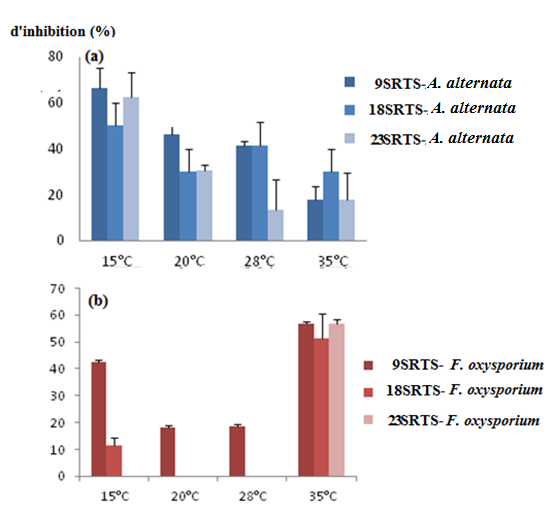 d'inhibition (%)
(a)
80
60
40
20
0
15°C 20°C 28°C 35°C
9SRTS-A. alternata
18SRTS-A. alternata
23SRTS-A. alternata
(b)
70
60
50
40
30
20
10
0
15°C 20°C 28°C 35°C
9SRTS- F. oxysporium
18SRTS- F. oxysporium
23SRTS- F. oxysporium